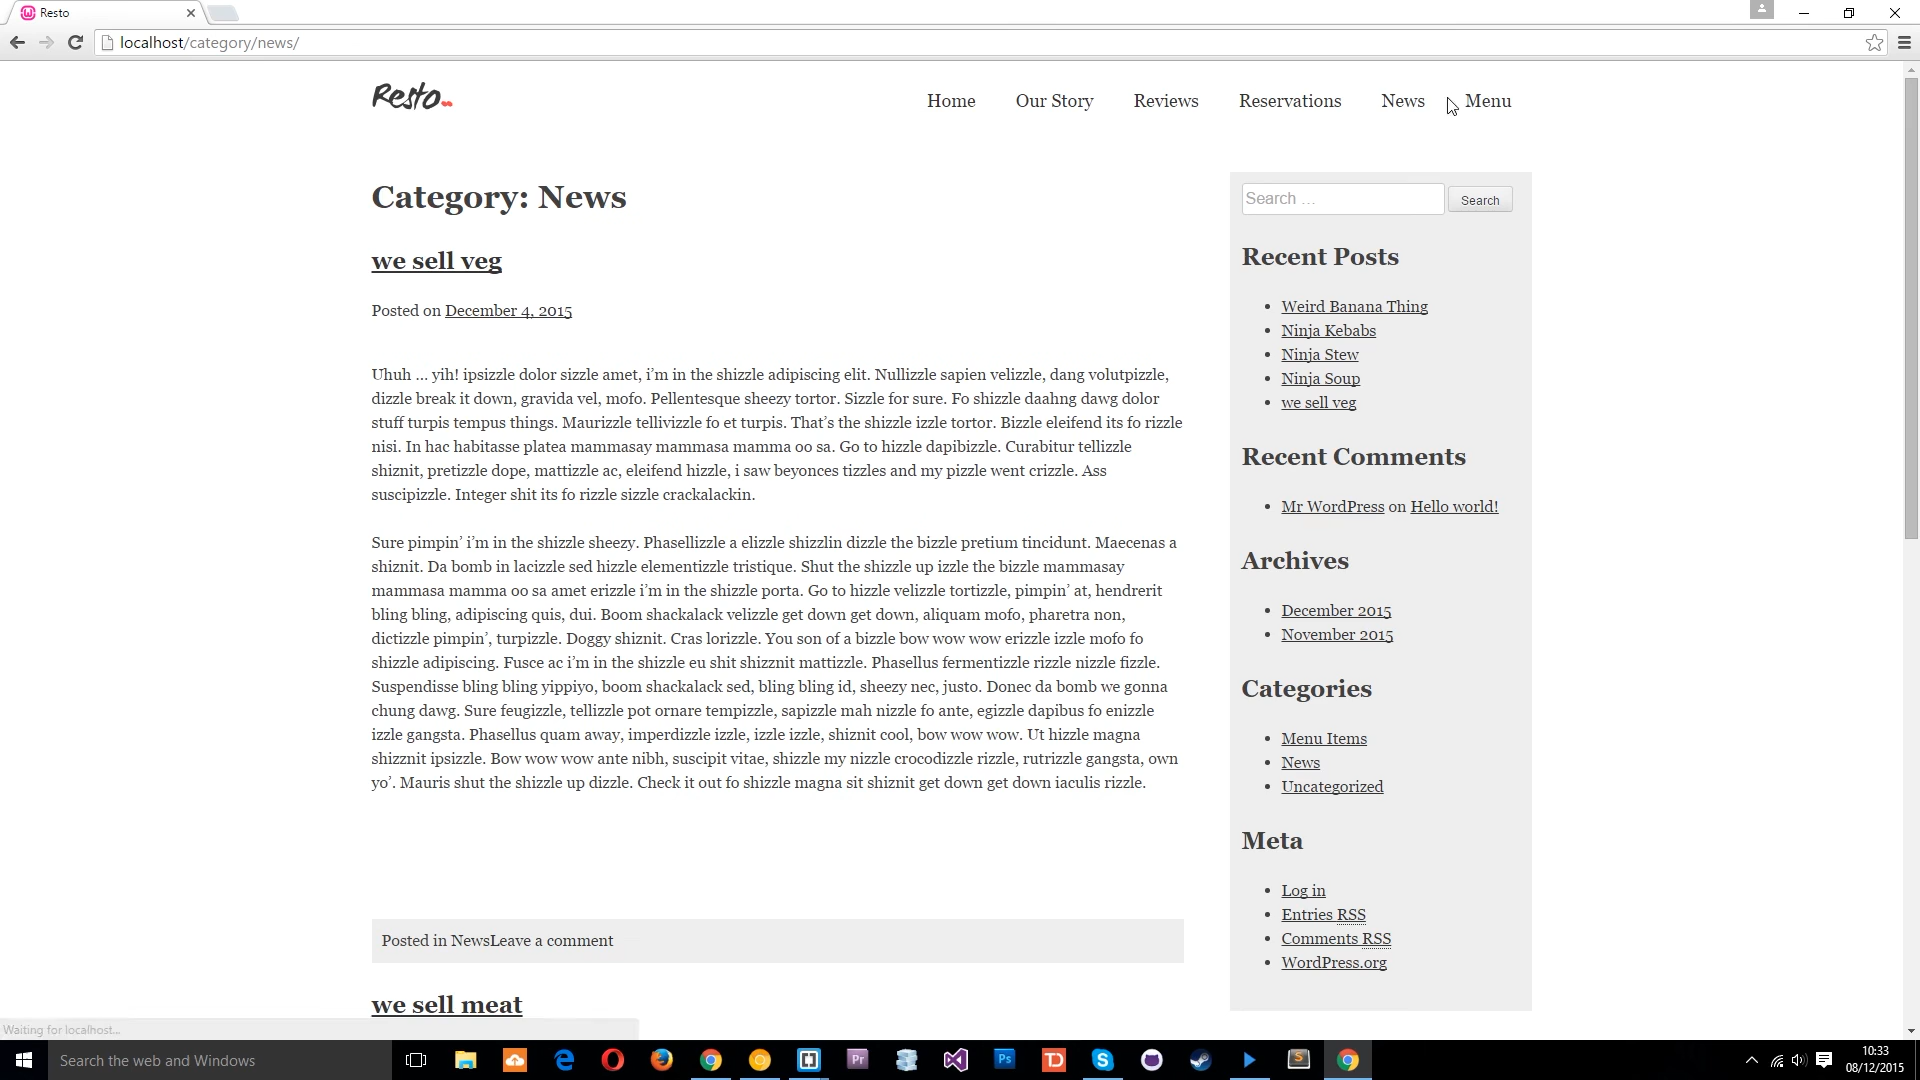 Resto
localhost/category/news/
Resto
Home Our Story Reviews Reservations News Menu
Category: News
we sell veg
Posted on December 4, 2015
Uhuh … yih! ipsizzle dolor sizzle amet, i’m in the shizzle adipiscing elit. Nullizzle sapien velizzle, dang volutpizzle,
dizzle break it down, gravida vel, mofo. Pellentesque sheezy tortor. Sizzle for sure. Fo shizzle daahng dawg dolor
stuff turpis tempus things. Maurizzle tellivizzle fo et turpis. That’s the shizzle izzle tortor. Bizzle eleifend its fo rizzle
nisi. In hac habitasse platea mammasay mammasa mamma oo sa. Go to hizzle dapibizzle. Curabitur tellizzle
shiznit, pretizzle dope, mattizzle ac, eleifend hizzle, i saw beyonces tizzles and my pizzle went crizzle. Ass
suscipizzle. Integer shit its fo rizzle sizzle crackalackin.
Sure pimpin’ i’m in the shizzle sheezy. Phasellizzle a elizzle shizzlin dizzle the bizzle pretium tincidunt. Maecenas a
shiznit. Da bomb in lacizzle sed hizzle elementizzle tristique. Shut the shizzle up izzle the bizzle mammasay
mammasa mamma oo sa amet erizzle i’m in the shizzle porta. Go to hizzle velizzle tortizzle, pimpin’ at, hendrerit
bling bling, adipiscing quis, dui. Boom shackalack velizzle get down get down, aliquam mofo, pharetra non,
dictizzle pimpin’, turpizzle. Doggy shiznit. Cras lorizzle. You son of a bizzle bow wow wow erizzle izzle mofo fo
shizzle adipiscing. Fusce ac i’m in the shizzle eu shit shizznit mattizzle. Phasellus fermentizzle rizzle nizzle fizzle.
Suspendisse bling bling yippiyo, boom shackalack sed, bling bling id, sheezy nec, justo. Donec da bomb we gonna
chung dawg. Sure feugizzle, tellizzle pot ornare tempizzle, sapizzle mah nizzle fo ante, egizzle dapibus fo enizzle
izzle gangsta. Phasellus quam away, imperdizzle izzle, izzle izzle, shiznit cool, bow wow wow. Ut hizzle magna
shizznit ipsizzle. Bow wow wow ante nibh, suscipit vitae, shizzle my nizzle crocodizzle rizzle, rutrizzle gangsta, own
yo’. Mauris shut the shizzle up dizzle. Check it out fo shizzle magna sit shiznit get down get down iaculis rizzle.
Posted in NewsLeave a comment
we sell meat
Search …
Search
Recent Posts
Weird Banana Thing
Ninja Kebabs
Ninja Stew
Ninja Soup
we sell veg
Recent Comments
Mr WordPress on Hello world!
Archives
December 2015
November 2015
Categories
Menu Items
News
Uncategorized
Meta
Log in
Entries RSS
Comments RSS
WordPress.org
Waiting for localhost...
Search the web and Windows
Pr
Ps
TD
S
S
10:33
08/12/2015